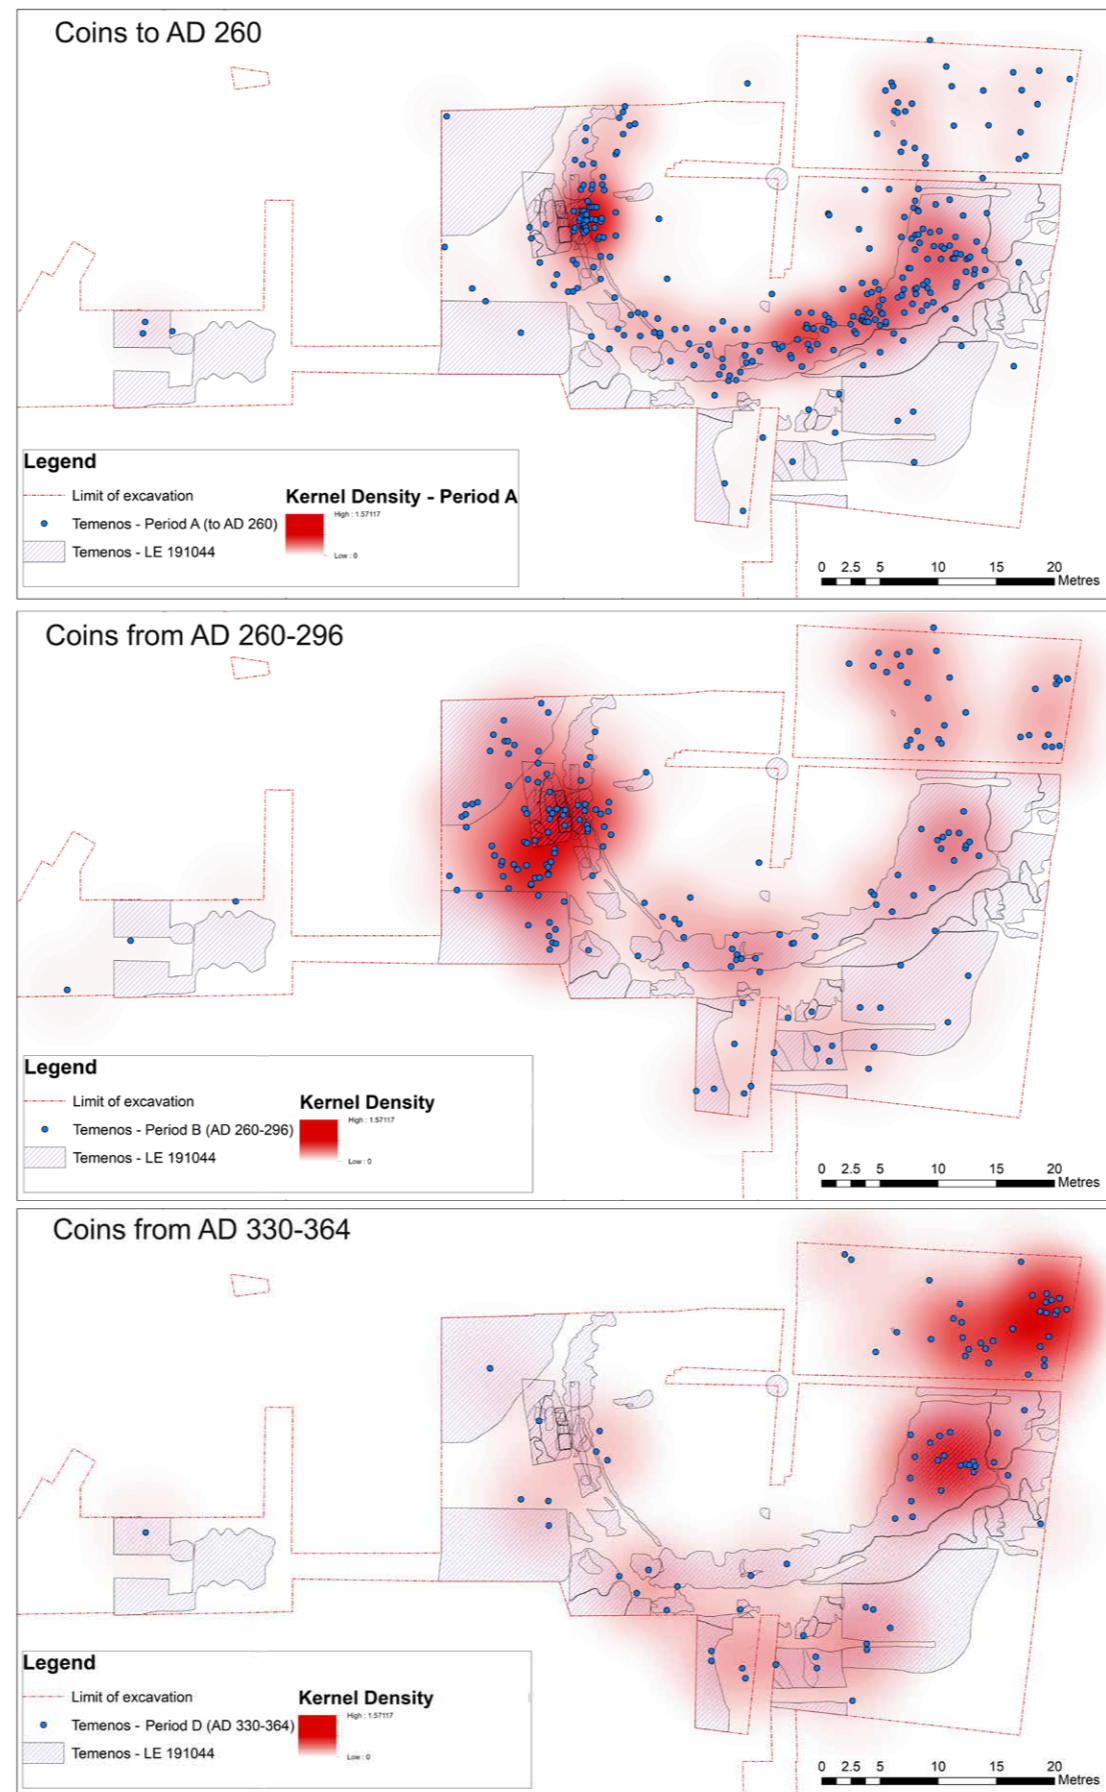 Coins to AD 260
Legend
Limit of excavation
Temenos - Period A (to AD 260)
Temenos - LE 191044
Kernel Density - Period A
High : 1.57117
Low : 0
0 2.5 5 10 15 20
Metres
Coins from AD 260-296
Legend
Limit of excavation
Temenos - Period B (AD 260-296)
Temenos - LE 191044
Kernel Density
High : 1.57117
Low : 0
0 2.5 5 10 15 20
Metres
Coins from AD 330-364
Legend
Limit of excavation
Temenos - Period D (AD 330-364)
Temenos - LE 191044
Kernel Density
High : 1.57117
Low : 0
0 2.5 5 10 15 20
Metres